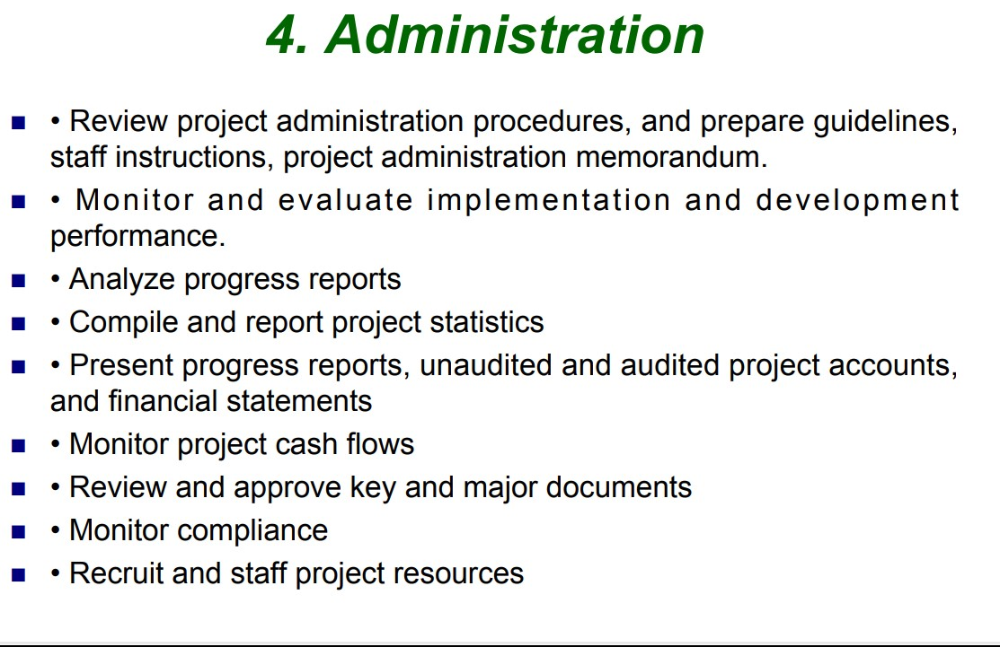 4. Administration
• Review project administration procedures, and prepare guidelines,
staff instructions, project administration memorandum.
• Monitor and evaluate implementation and development
performance.
• Analyze progress reports
• Compile and report project statistics
• Present progress reports, unaudited and audited project accounts,
and financial statements
• Monitor project cash flows
• Review and approve key and major documents
• Monitor compliance
• Recruit and staff project resources